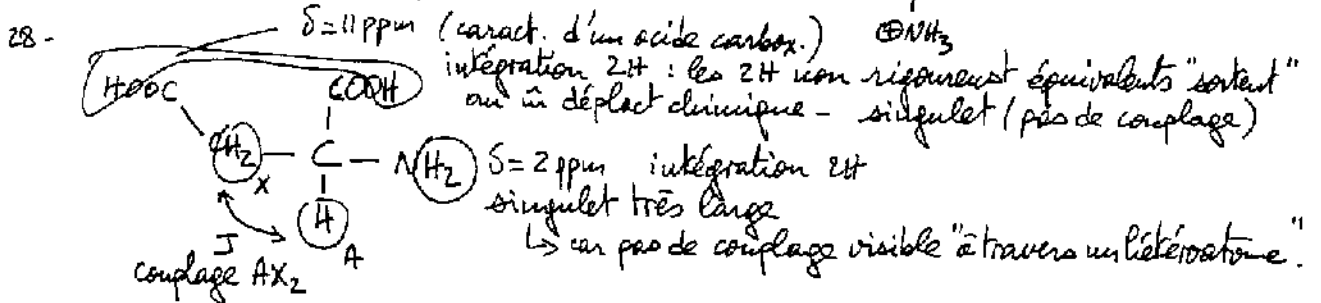 28 -
δ = 11 ppm (caract. d'un acide carbox.) ⊕NH3
intégration 2H : les 2H non rigoureust équivalents "sortent"
au m̂ déplact chimique - singulet (pas de couplage)
HOOC COOH
CH2 — C — NH2 δ = 2 ppm intégration 2H
X
singulet très large
H
A
↳ car pas de couplage visible "à travers un hétéroatome".
J
couplage AX2